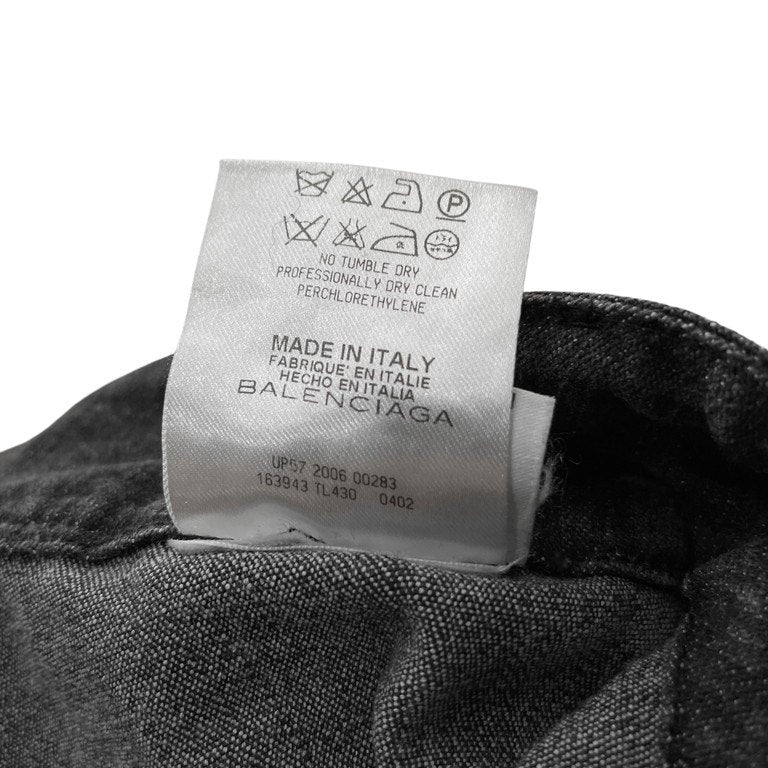 P
NO TUMBLE DRY
PROFESSIONALLY DRY CLEAN
PERCHLORETHYLENE
MADE IN ITALY
FABRIQUE' EN ITALIE
HECHO EN ITALIA
BALENCIAGA
UP57 2006 00283
163943 TL430 0402